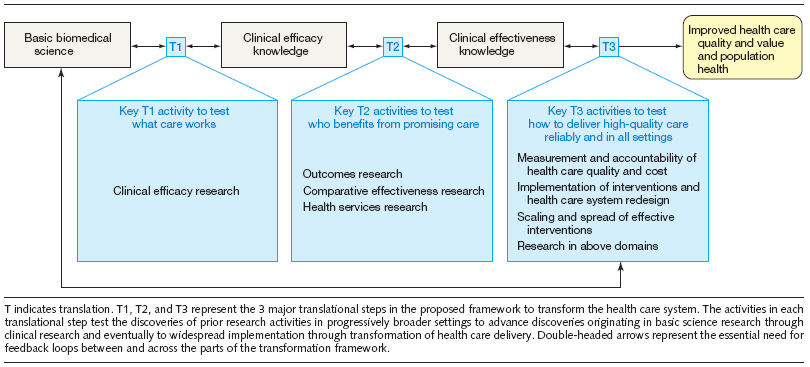 Basic biomedical
science
T1
Clinical efficacy
knowledge
T2
Clinical effectiveness
knowledge
T3
Improved health care
quality and value
and population
health
Key T1 activity to test
what care works
Clinical efficacy research
Key T2 activities to test
who benefits from promising care
Outcomes research
Comparative effectiveness research
Health services research
Key T3 activities to test
how to deliver high-quality care
reliably and in all settings
Measurement and accountability of
health care quality and cost
Implementation of interventions and
health care system redesign
Scaling and spread of effective
interventions
Research in above domains
T indicates translation. T1, T2, and T3 represent the 3 major translational steps in the proposed framework to transform the health care system. The activities in each
translational step test the discoveries of prior research activities in progressively broader settings to advance discoveries originating in basic science research through
clinical research and eventually to widespread implementation through transformation of health care delivery. Double-headed arrows represent the essential need for
feedback loops between and across the parts of the transformation framework.